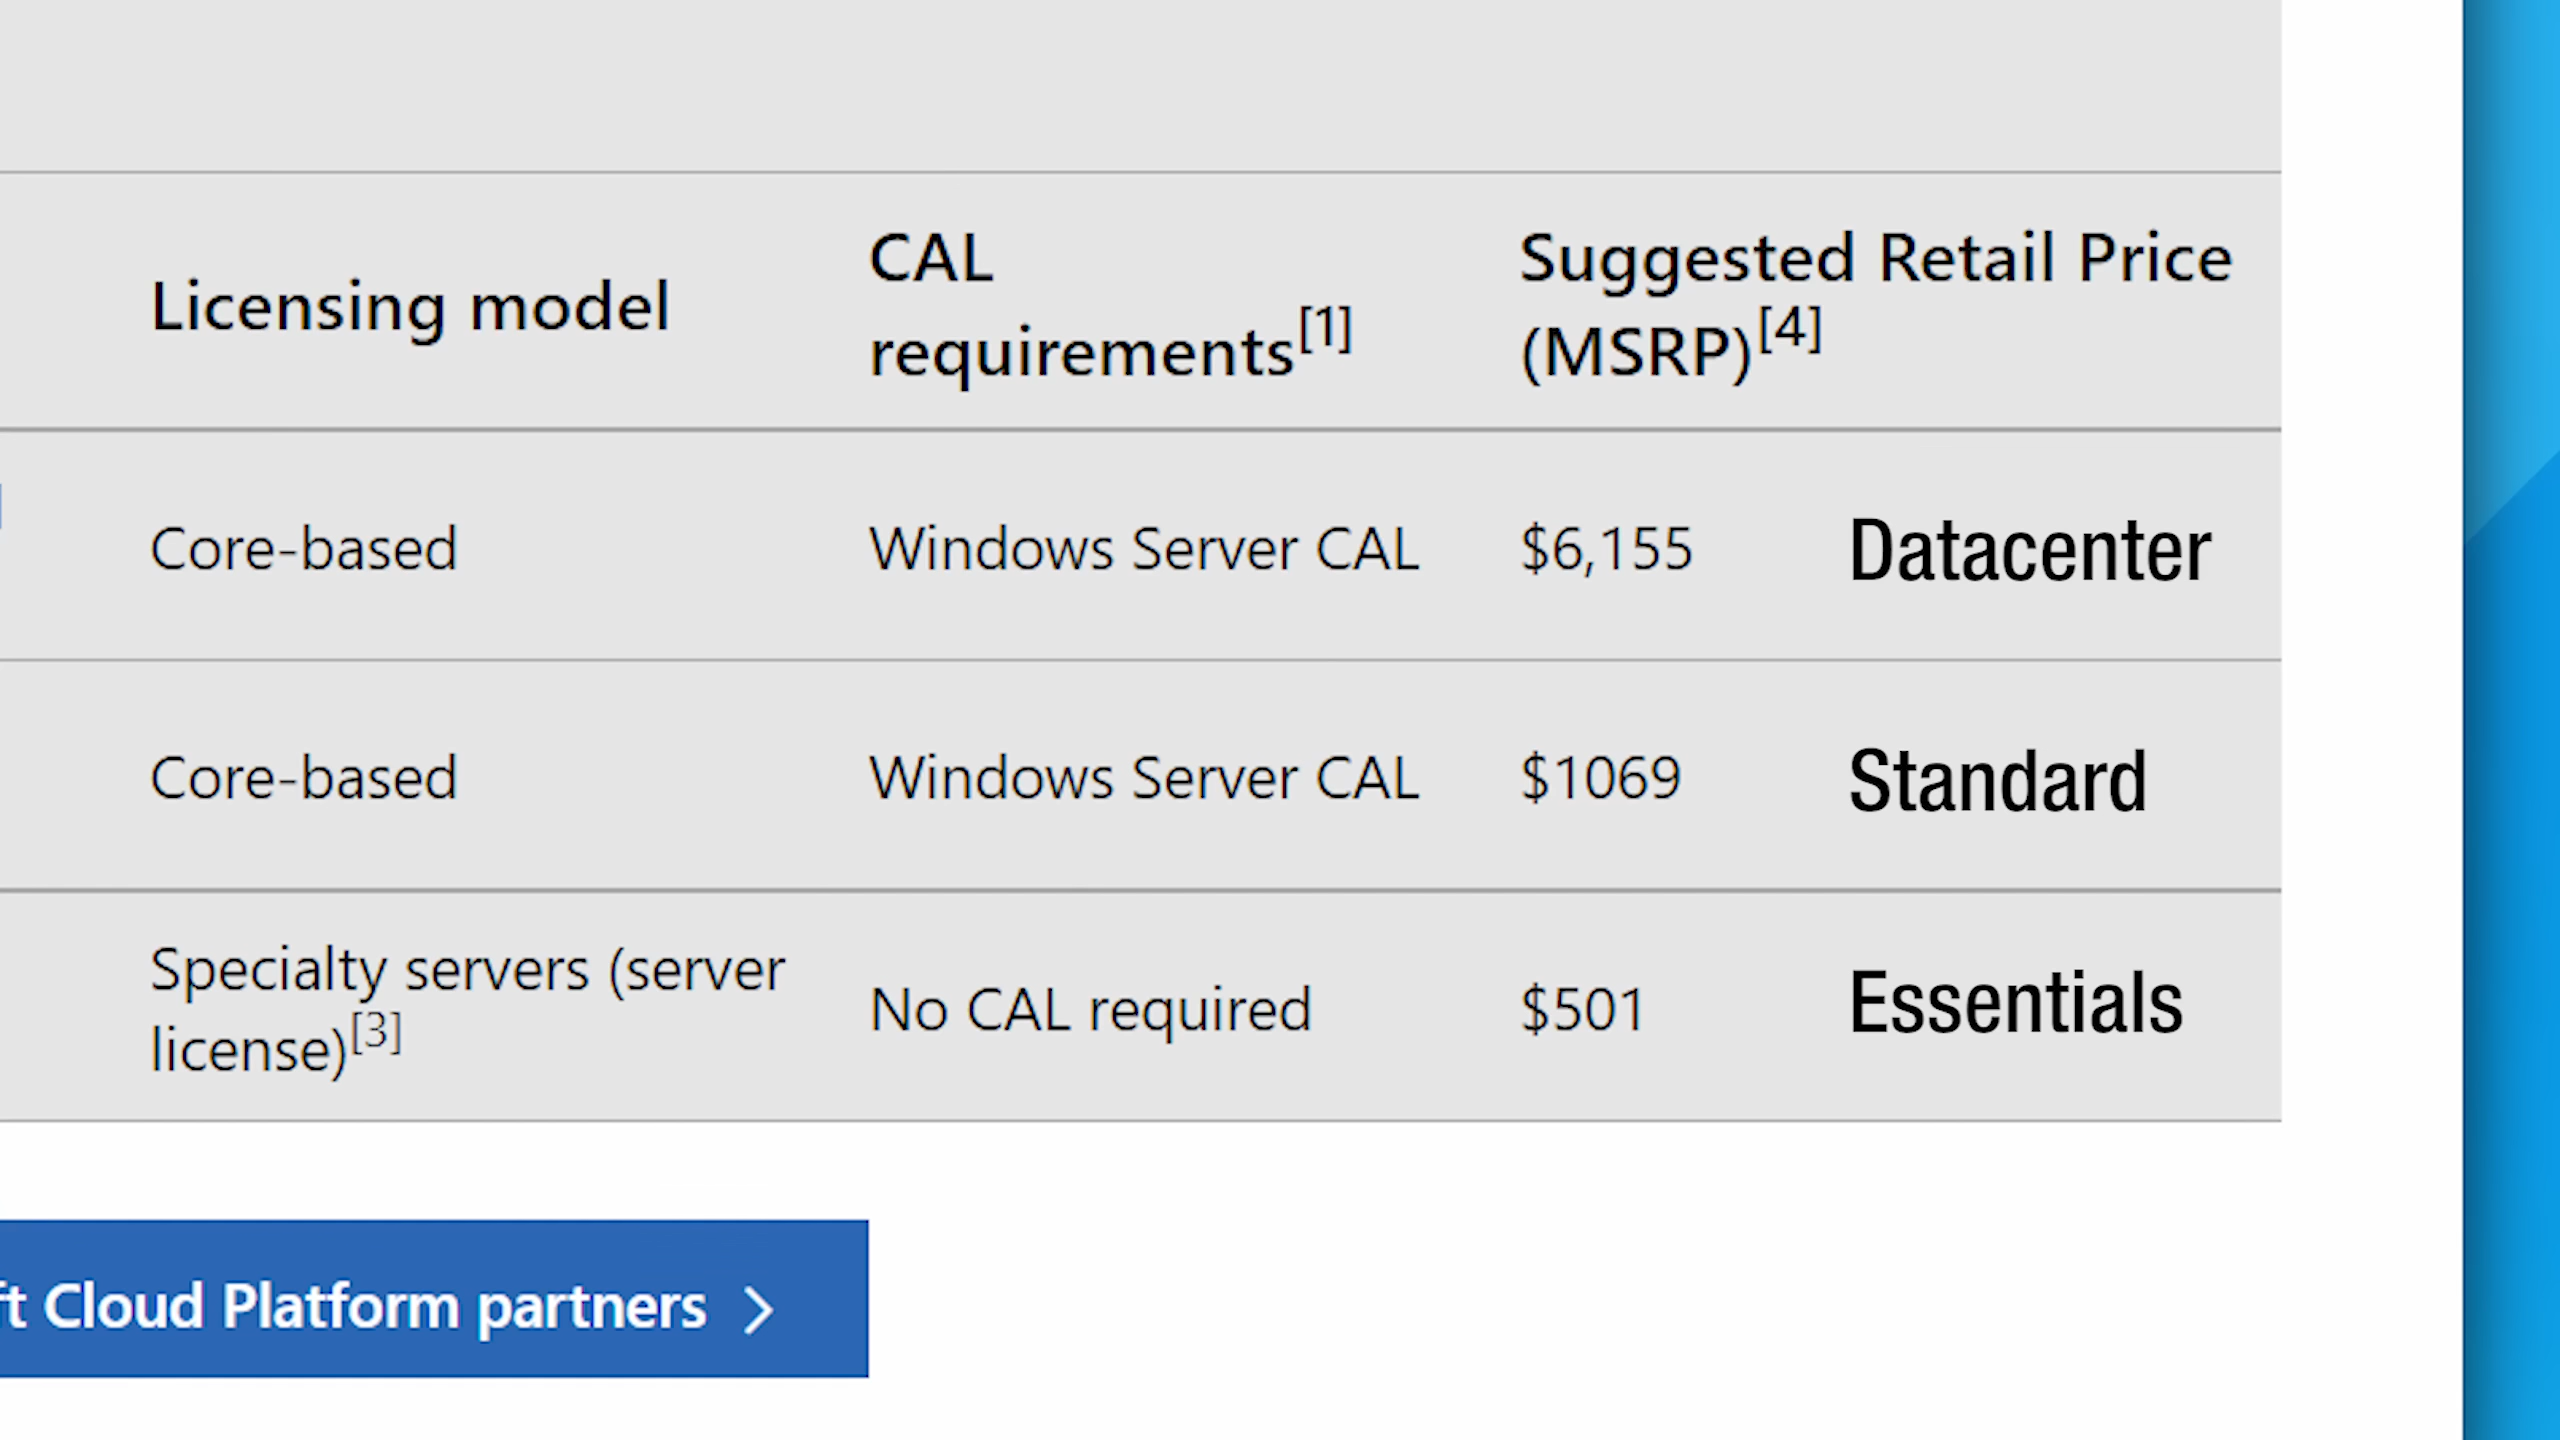 Licensing model
CAL
requirements[1]
Suggested Retail Price
(MSRP)[4]
Core-based
Windows Server CAL
$6,155
Datacenter
Core-based
Windows Server CAL
$1069
Standard
Specialty servers (server
license)[3]
No CAL required
$501
Essentials
ft Cloud Platform partners